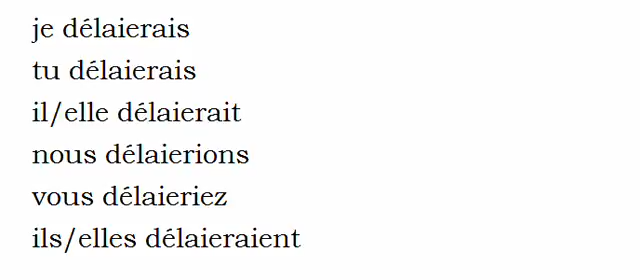 je délaierais
tu délaierais
il/elle délaierait
nous délaierions
vous délaieriez
ils/elles délaieraient